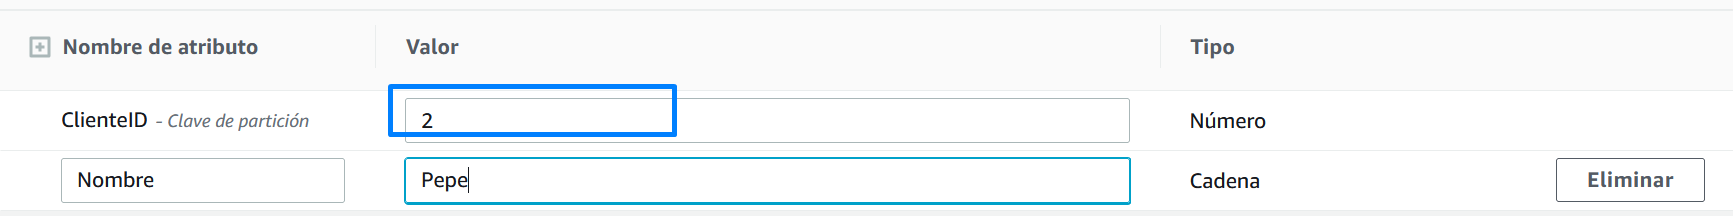 Nombre de atributo Valor Tipo
ClienteID - Clave de partición 2 Número
Nombre Pepe Cadena Eliminar